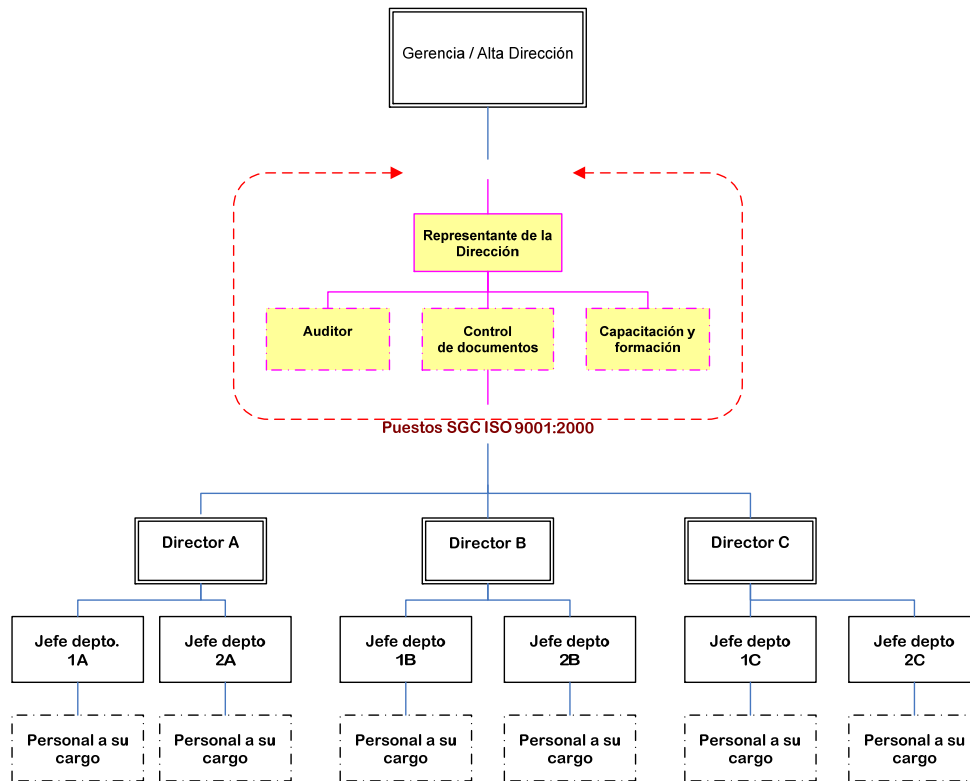 Gerencia / Alta Dirección
Representante de la
Dirección
Auditor
Control
de documentos
Capacitación y
formación
Puestos SGC ISO 9001:2000
Director A
Director B
Director C
Jefe depto.
1A
Jefe depto
2A
Jefe depto
1B
Jefe depto
2B
Jefe depto
1C
Jefe depto
2C
Personal a su
cargo
Personal a su
cargo
Personal a su
cargo
Personal a su
cargo
Personal a su
cargo
Personal a su
cargo